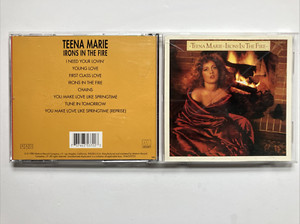 TEENA MARIE
IRONS IN THE FIRE
I NEED YOUR LOVIN'
YOUNG LOVE
FIRST CLASS LOVE
IRONS IN THE FIRE
CHAINS
YOU MAKE LOVE LIKE SPRINGTIME
TUNE IN TOMORROW
YOU MAKE LOVE LIKE SPRINGTIME (REPRISE)
TEENA MARIE IRONS IN THE FIRE